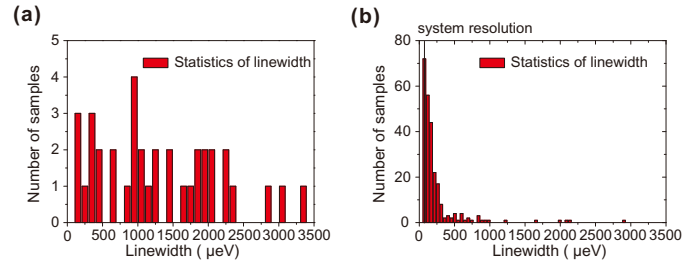 (a)
(b)
system resolution
5
4
3
2
1
0
Number of samples
Statistics of linewidth
0 500 1000 1500 2000 2500 3000 3500
Linewidth ( µeV)
80
60
40
20
0
Number of samples
Statistics of linewidth
0 500 1000 1500 2000 2500 3000 3500
Linewidth ( µeV)